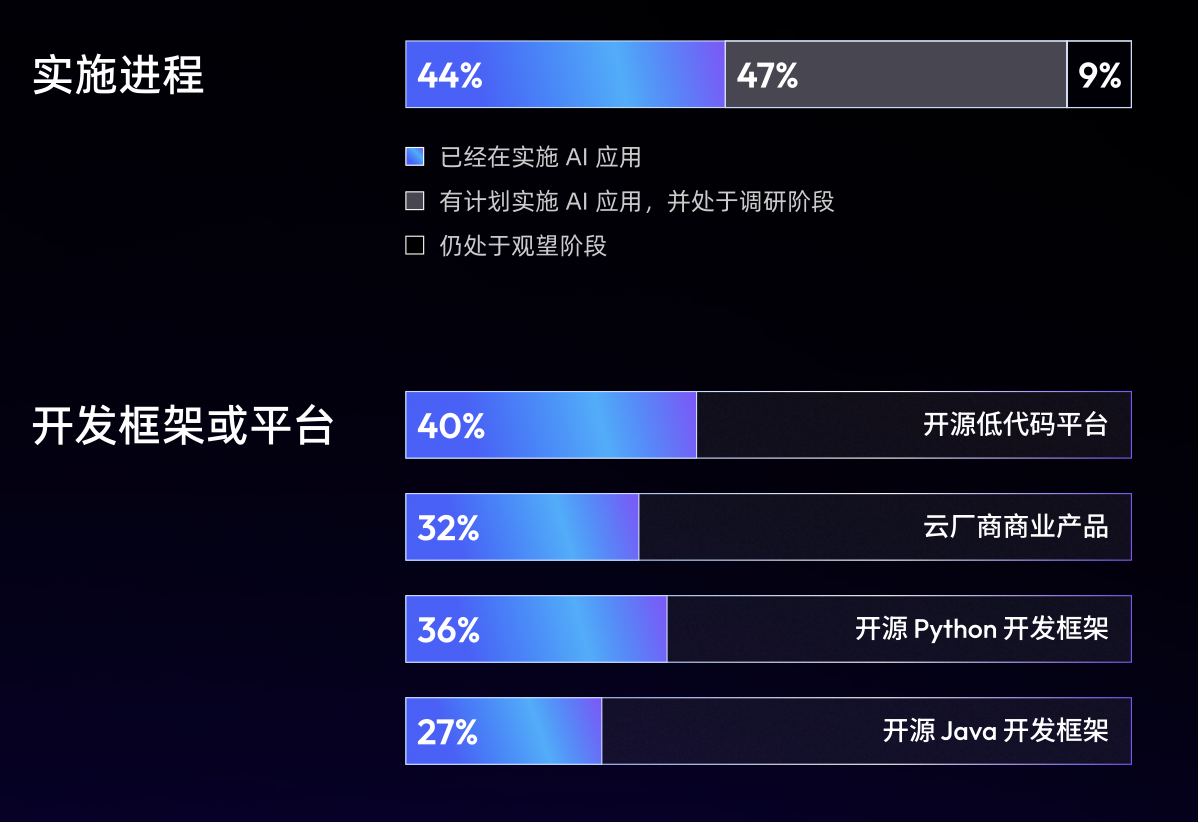 实施进程
44%
47%
9%
已经在实施 AI 应用
有计划实施 AI 应用，并处于调研阶段
仍处于观望阶段
开发框架或平台
40%
开源低代码平台
32%
云厂商商业产品
36%
开源 Python 开发框架
27%
开源 Java 开发框架